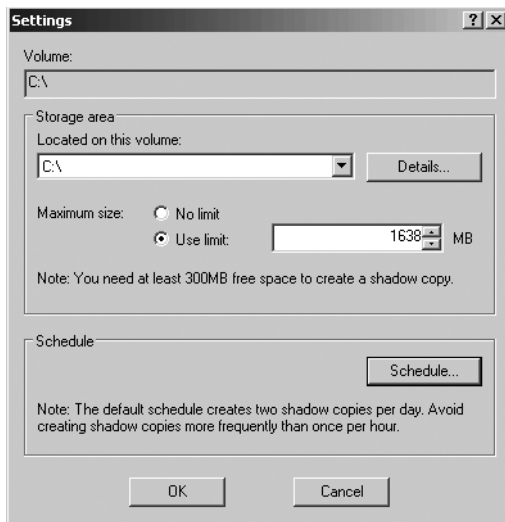 Settings
Volume:
C:\
Storage area
Located on this volume:
C:\
Details...
Maximum size:
No limit
Use limit:
1638
MB
Note: You need at least 300MB free space to create a shadow copy.
Schedule
Schedule...
Note: The default schedule creates two shadow copies per day. Avoid
creating shadow copies more frequently than once per hour.
OK
Cancel